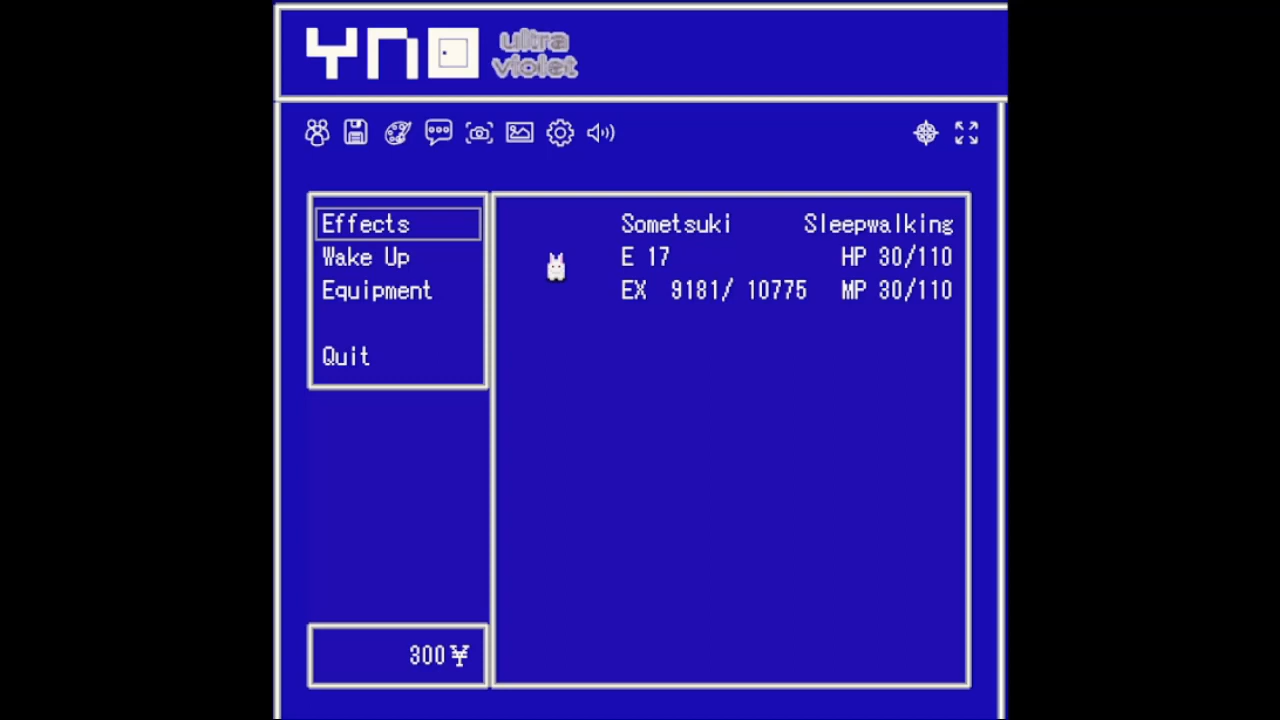 YNO ultra
violet
Effects
Wake Up
Equipment
Quit
Sometsuki Sleepwalking
E 17 HP 30/110
EX 9181/ 10775 MP 30/110
300¥